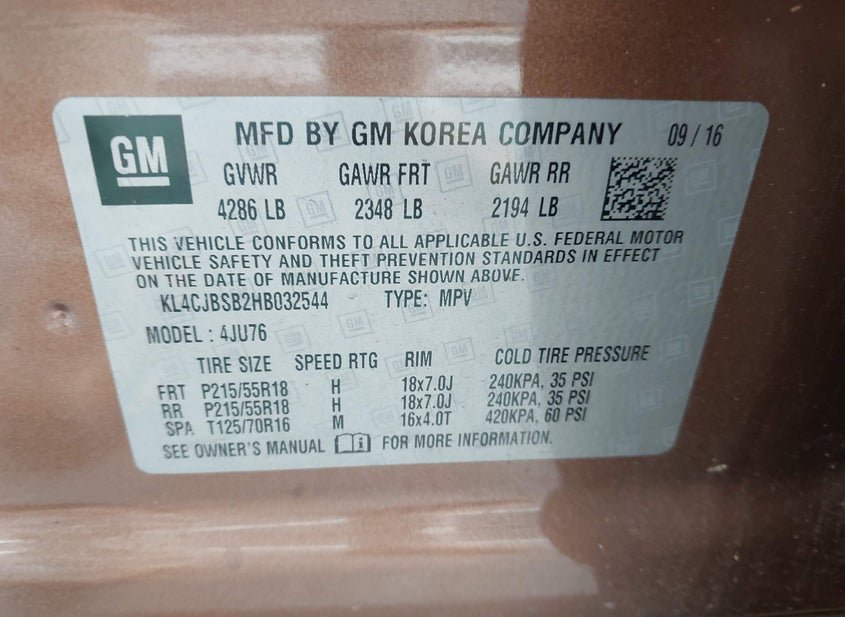 GM
MFD BY GM KOREA COMPANY 09 / 16
GVWR GAWR FRT GAWR RR
4286 LB 2348 LB 2194 LB
THIS VEHICLE CONFORMS TO ALL APPLICABLE U.S. FEDERAL MOTOR
VEHICLE SAFETY AND THEFT PREVENTION STANDARDS IN EFFECT
ON THE DATE OF MANUFACTURE SHOWN ABOVE.
KL4CJBSB2HB032544 TYPE: MPV
MODEL : 4JU76
TIRE SIZE SPEED RTG RIM COLD TIRE PRESSURE
FRT P215/55R18 H 18x7.0J 240KPA, 35 PSI
RR P215/55R18 H 18x7.0J 240KPA, 35 PSI
SPA T125/70R16 M 16x4.0T 420KPA, 60 PSI
SEE OWNER'S MANUAL i FOR MORE INFORMATION.